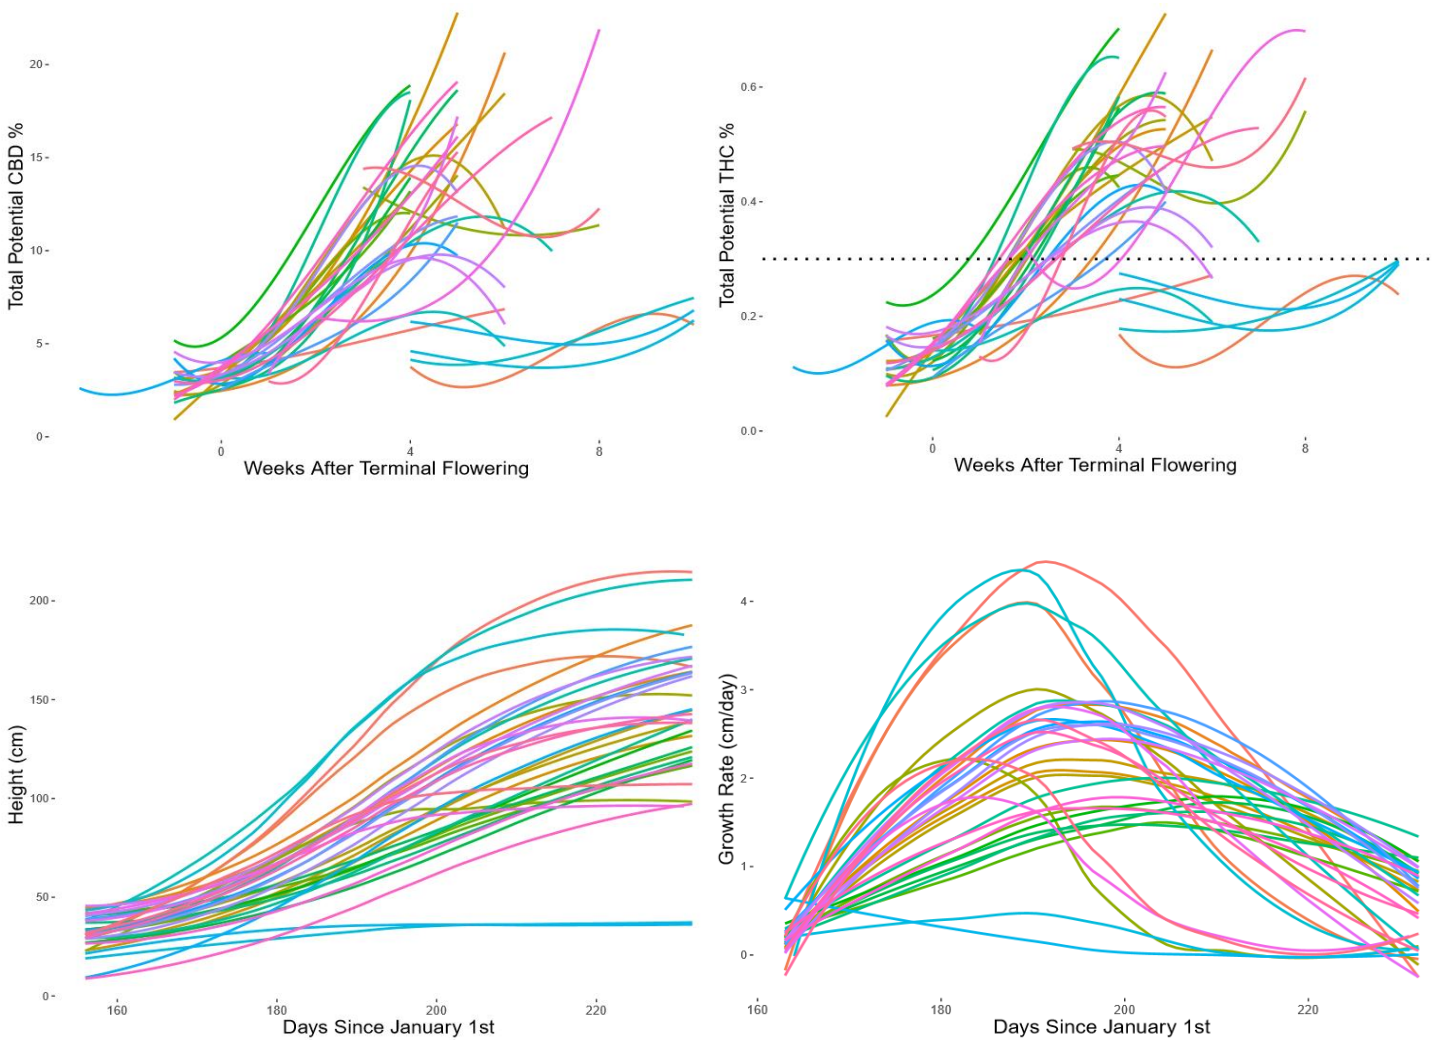 Total Potential CBD %
20
15
10
5
0
0 4 8
Weeks After Terminal Flowering
Total Potential THC %
0.6
0.4
0.2
0.0
0 4 8
Weeks After Terminal Flowering
Height (cm)
200
150
100
50
0
160 180 200 220
Days Since January 1st
Growth Rate (cm/day)
4
3
2
1
0
160 180 200 220
Days Since January 1st